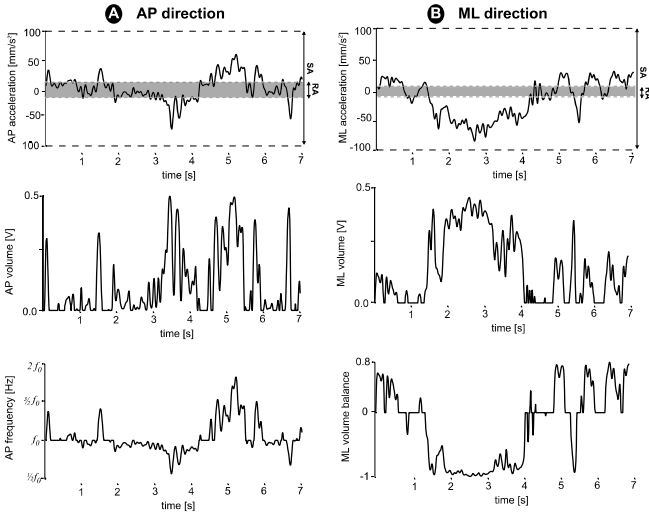 A AP direction
AP acceleration [mm/s²]
100
50
0
-50
-100
SA
RA
1 2 3 4 5 6 7
time [s]
AP volume [V]
0.5
0.0
1 2 3 4 5 6 7
time [s]
AP frequency [Hz]
2 f₀
f₀
1 2 3 4 5 6 7
time [s]
B ML direction
ML acceleration [mm/s²]
100
50
0
-50
-100
SA
RA
1 2 3 4 5 6 7
time [s]
ML volume [V]
0.5
0.0
1 2 3 4 5 6 7
time [s]
ML volume balance
0.8
0
-1
1 2 3 4 5 6 7
time [s]